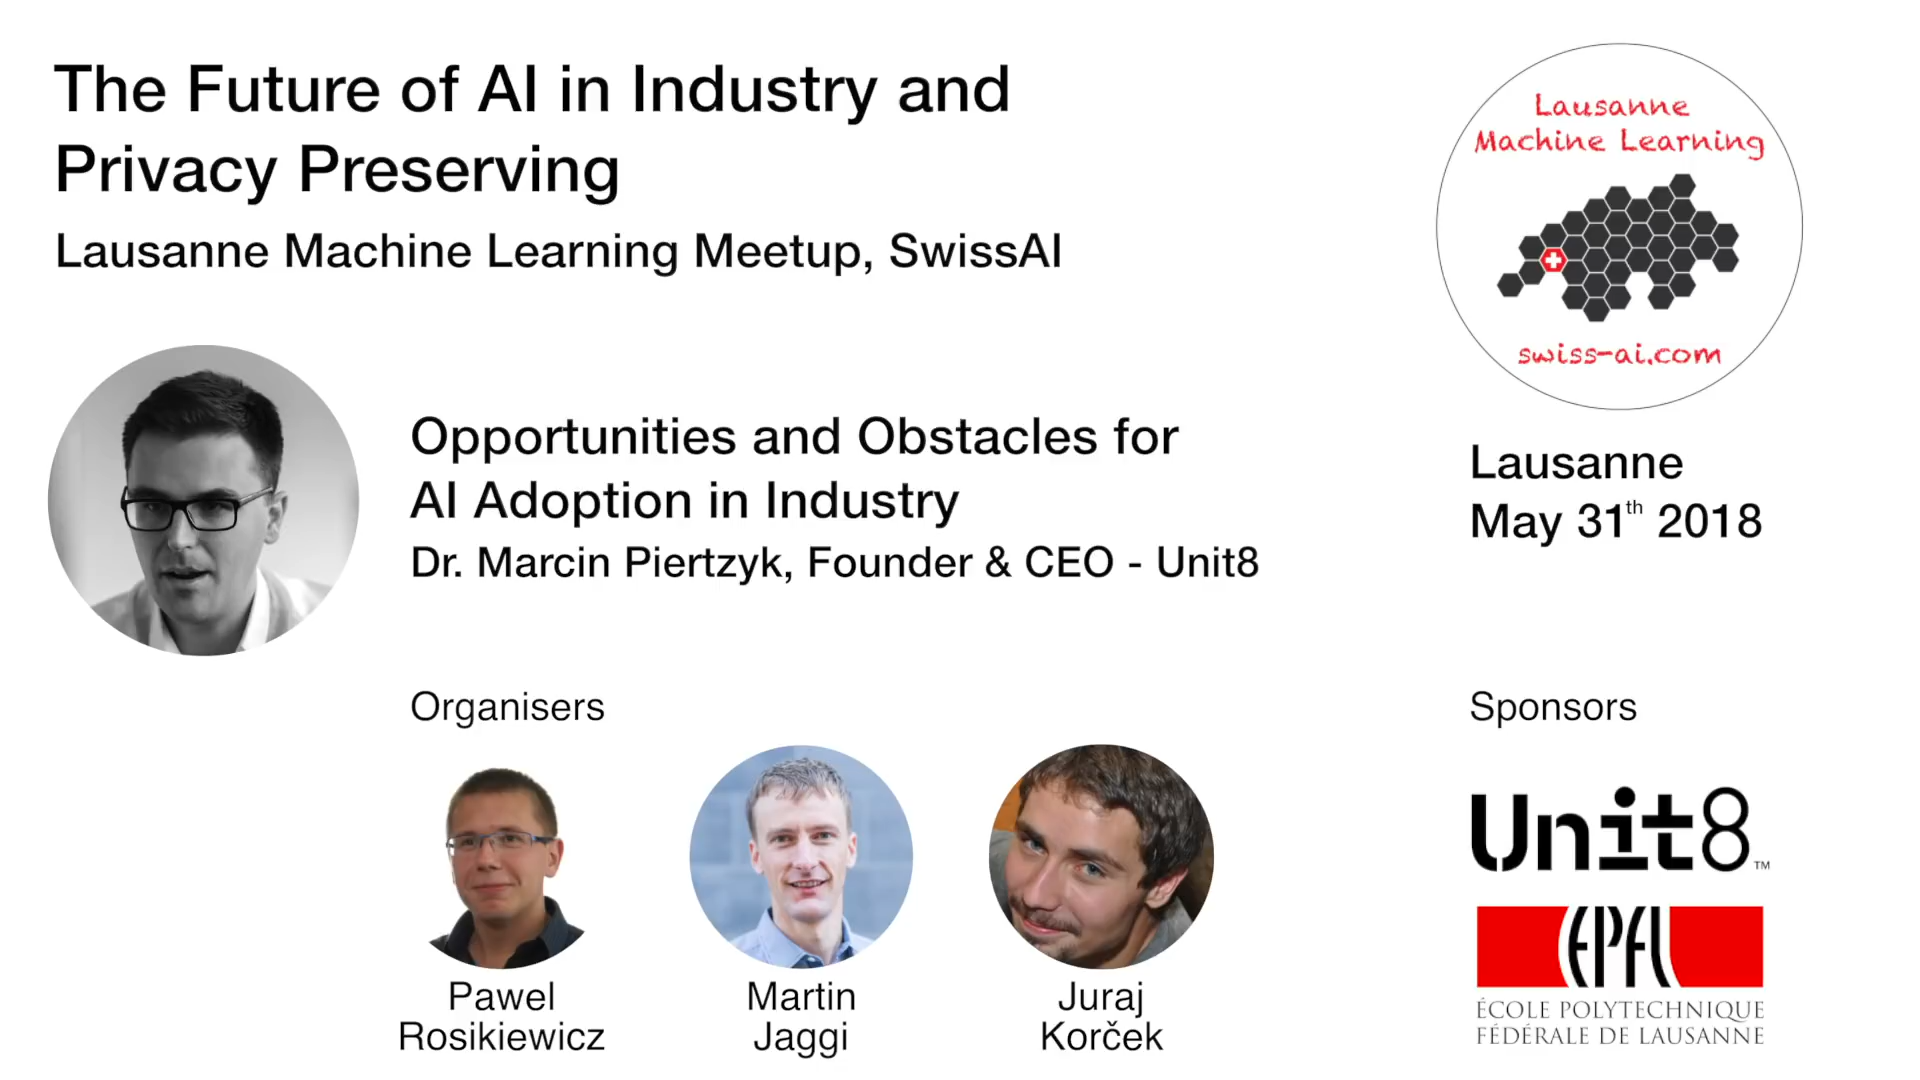 The Future of AI in Industry and
Privacy Preserving
Lausanne Machine Learning Meetup, SwissAI
Lausanne
Machine Learning
swiss-ai.com
Opportunities and Obstacles for
AI Adoption in Industry
Dr. Marcin Piertzyk, Founder & CEO - Unit8
Lausanne
May 31th 2018
Organisers
Pawel
Rosikiewicz
Martin
Jaggi
Juraj
Korček
Sponsors
Unit8™
EPFL
ÉCOLE POLYTECHNIQUE
FÉDÉRALE DE LAUSANNE